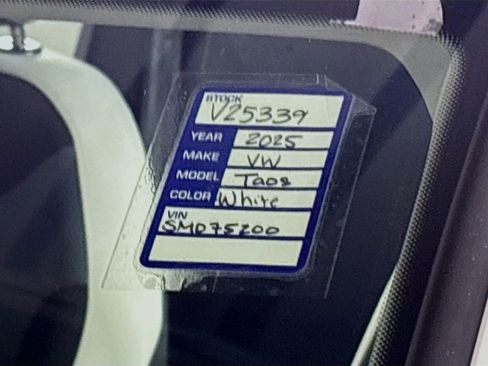 STOCK
V25339
YEAR 2025
MAKE VW
MODEL Taos
COLOR White
VIN
SM075200